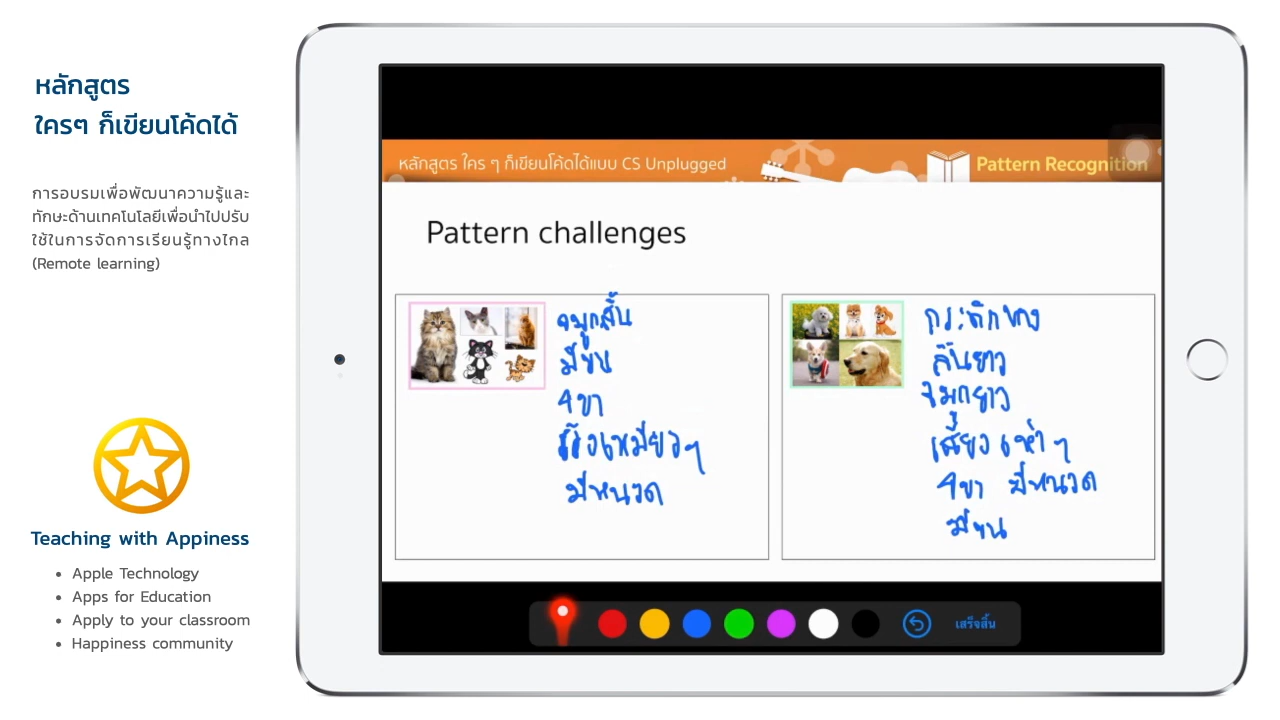 หลักสูตร
ใครๆ ก็เขียนโค้ดได้
การอบรมเพื่อพัฒนาความรู้และ
ทักษะด้านเทคโนโลยีเพื่อนำไปปรับ
ใช้ในการจัดการเรียนรู้ทางไกล
(Remote learning)
Teaching with Appiness
• Apple Technology
• Apps for Education
• Apply to your classroom
• Happiness community
หลักสูตร ใคร ๆ ก็เขียนโค้ดได้แบบ CS Unplugged
Pattern Recognition
Pattern challenges
จมูกสั้น
มีขน
4ขา
ร้องเหมียวๆ
มีหนวด
กระดิกหาง
ลิ้นยาว
จมูกยาว
เสียงเห่าๆ
4ขา มีหนวด
มีขน
เสร็จสิ้น